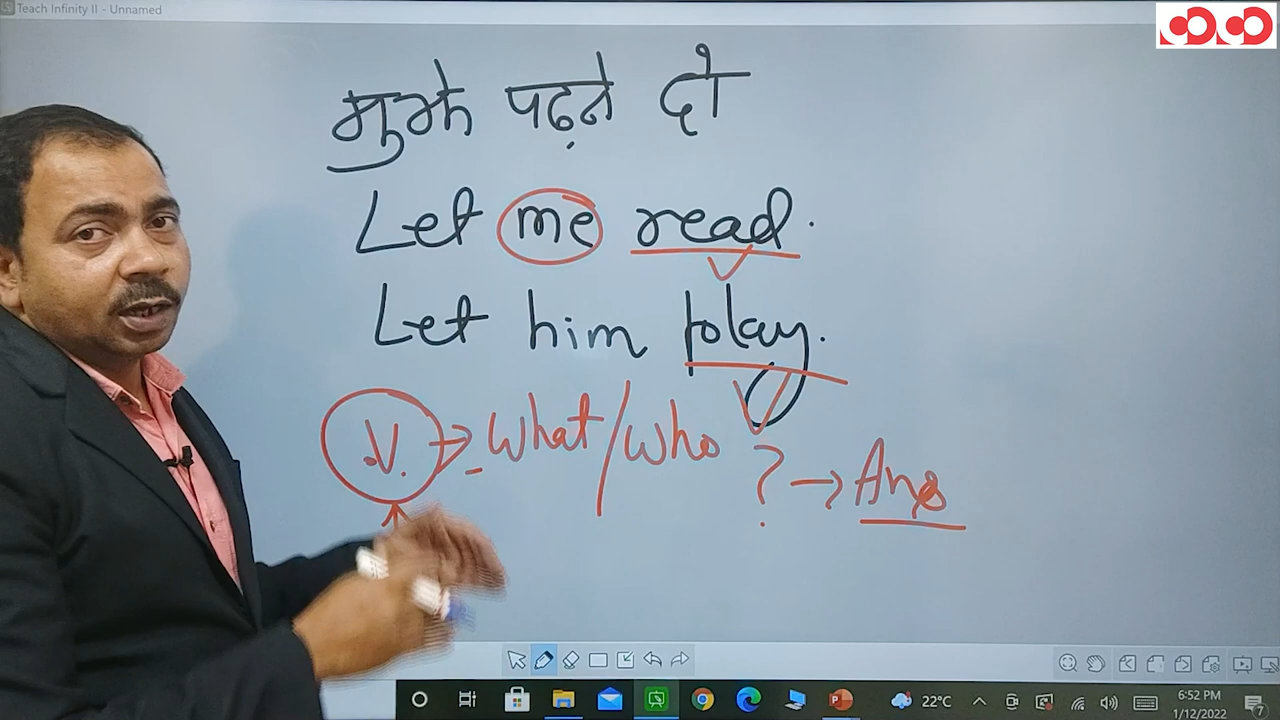 Teach Infinity II - Unnamed
मुझे पढ़ने दो
Let me read.
Let him play.
.V. → What/who ? → Ans
22°C
6:52 PM
1/12/2022
7